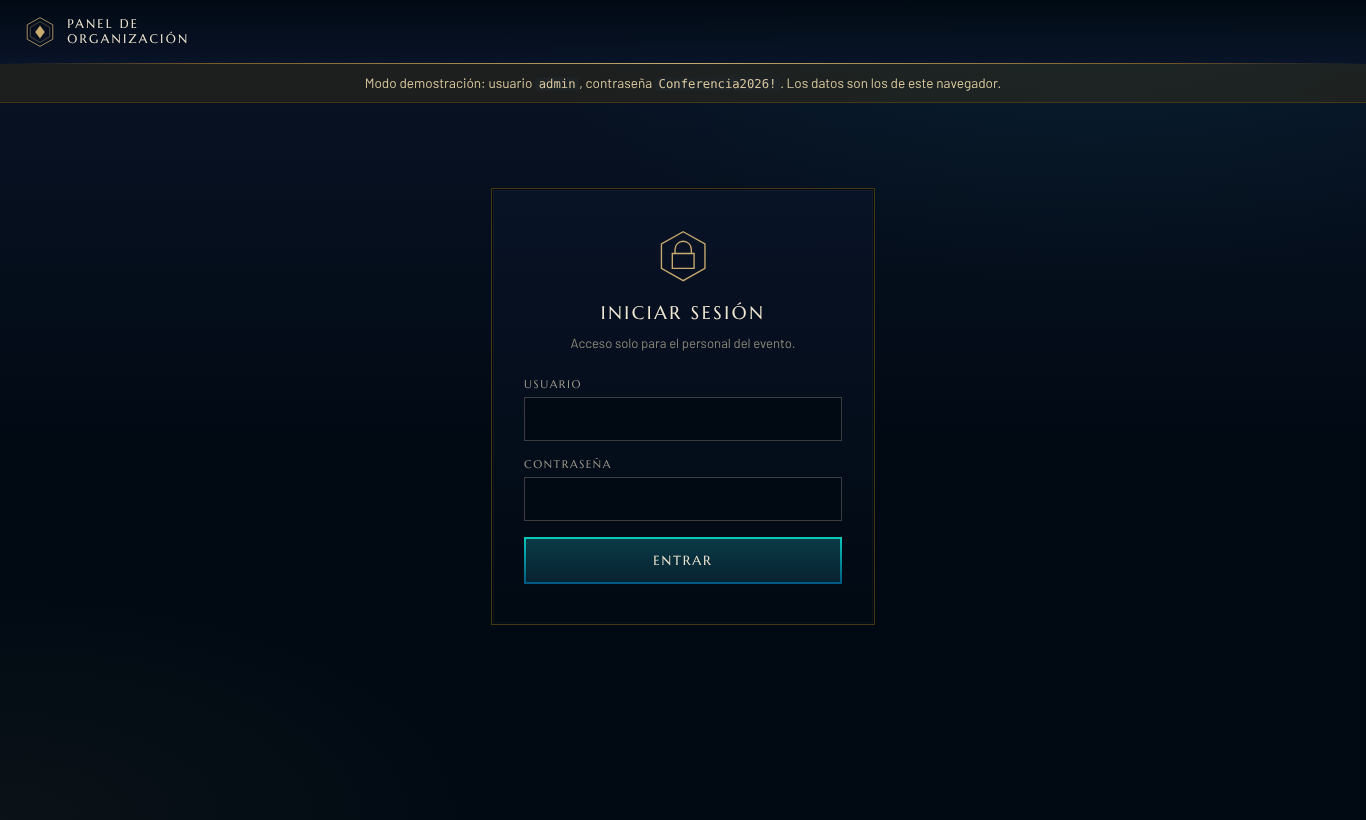 PANEL DE
ORGANIZACIÓN
Modo demostración: usuario admin, contraseña Conferencia2026!. Los datos son los de este navegador.
INICIAR SESIÓN
Acceso solo para el personal del evento.
USUARIO
CONTRASEÑA
ENTRAR